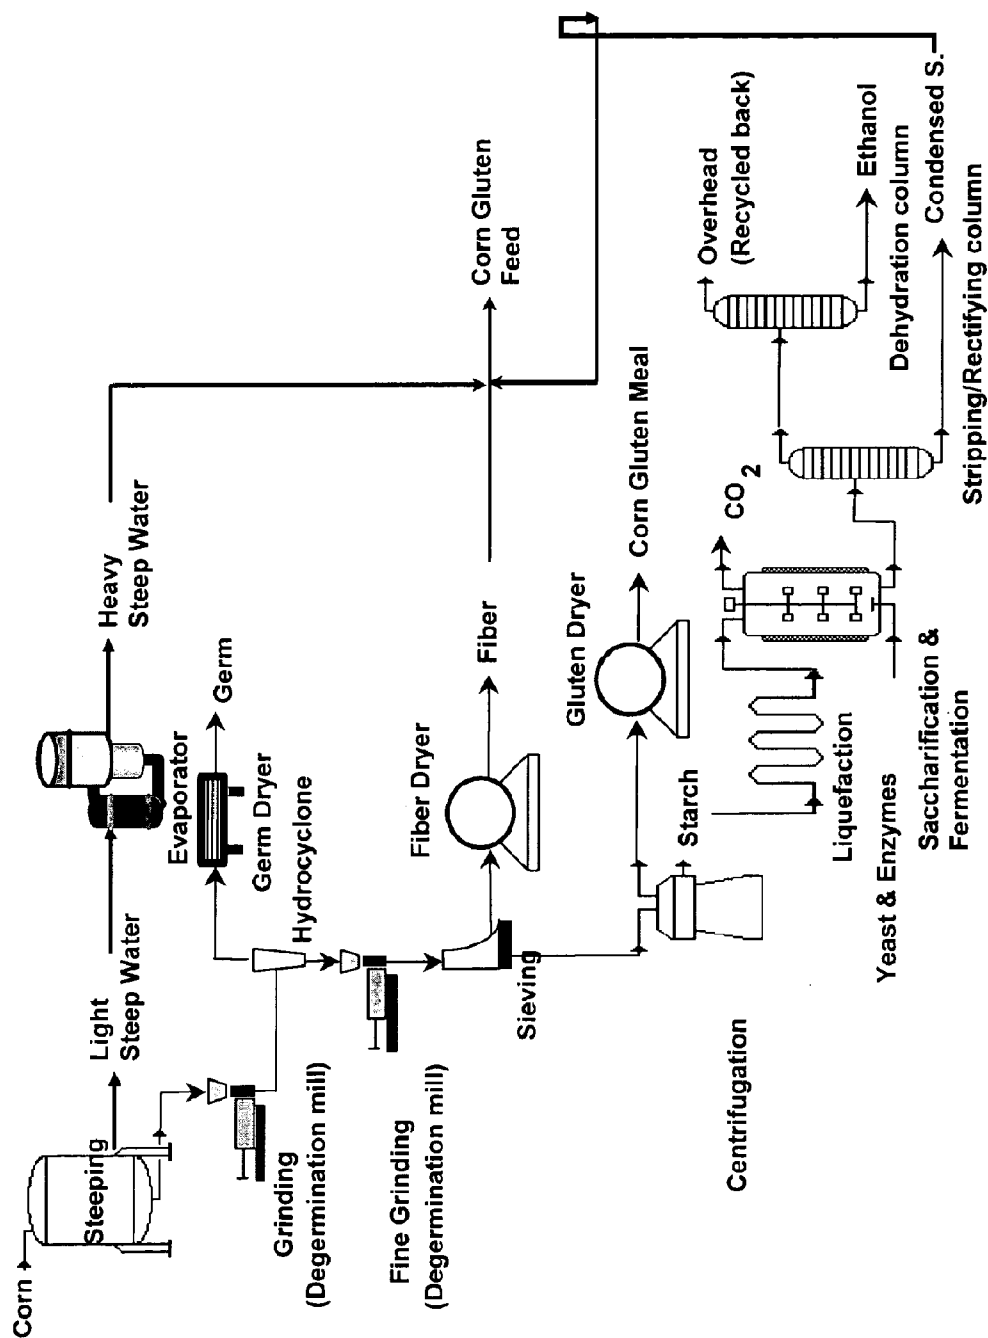 Corn
Steeping
Light
Steep Water
Evaporator
Heavy
Steep Water
Grinding
(Degermination mill)
Hydrocyclone
Germ Dryer
Germ
Fine Grinding
(Degermination mill)
Sieving
Fiber Dryer
Fiber
Corn Gluten
Feed
Centrifugation
Starch
Gluten Dryer
Corn Gluten Meal
Liquefaction
Yeast & Enzymes
Saccharification &
Fermentation
CO
2
Overhead
(Recycled back)
Ethanol
Dehydration column
Condensed S.
Stripping/Rectifying column